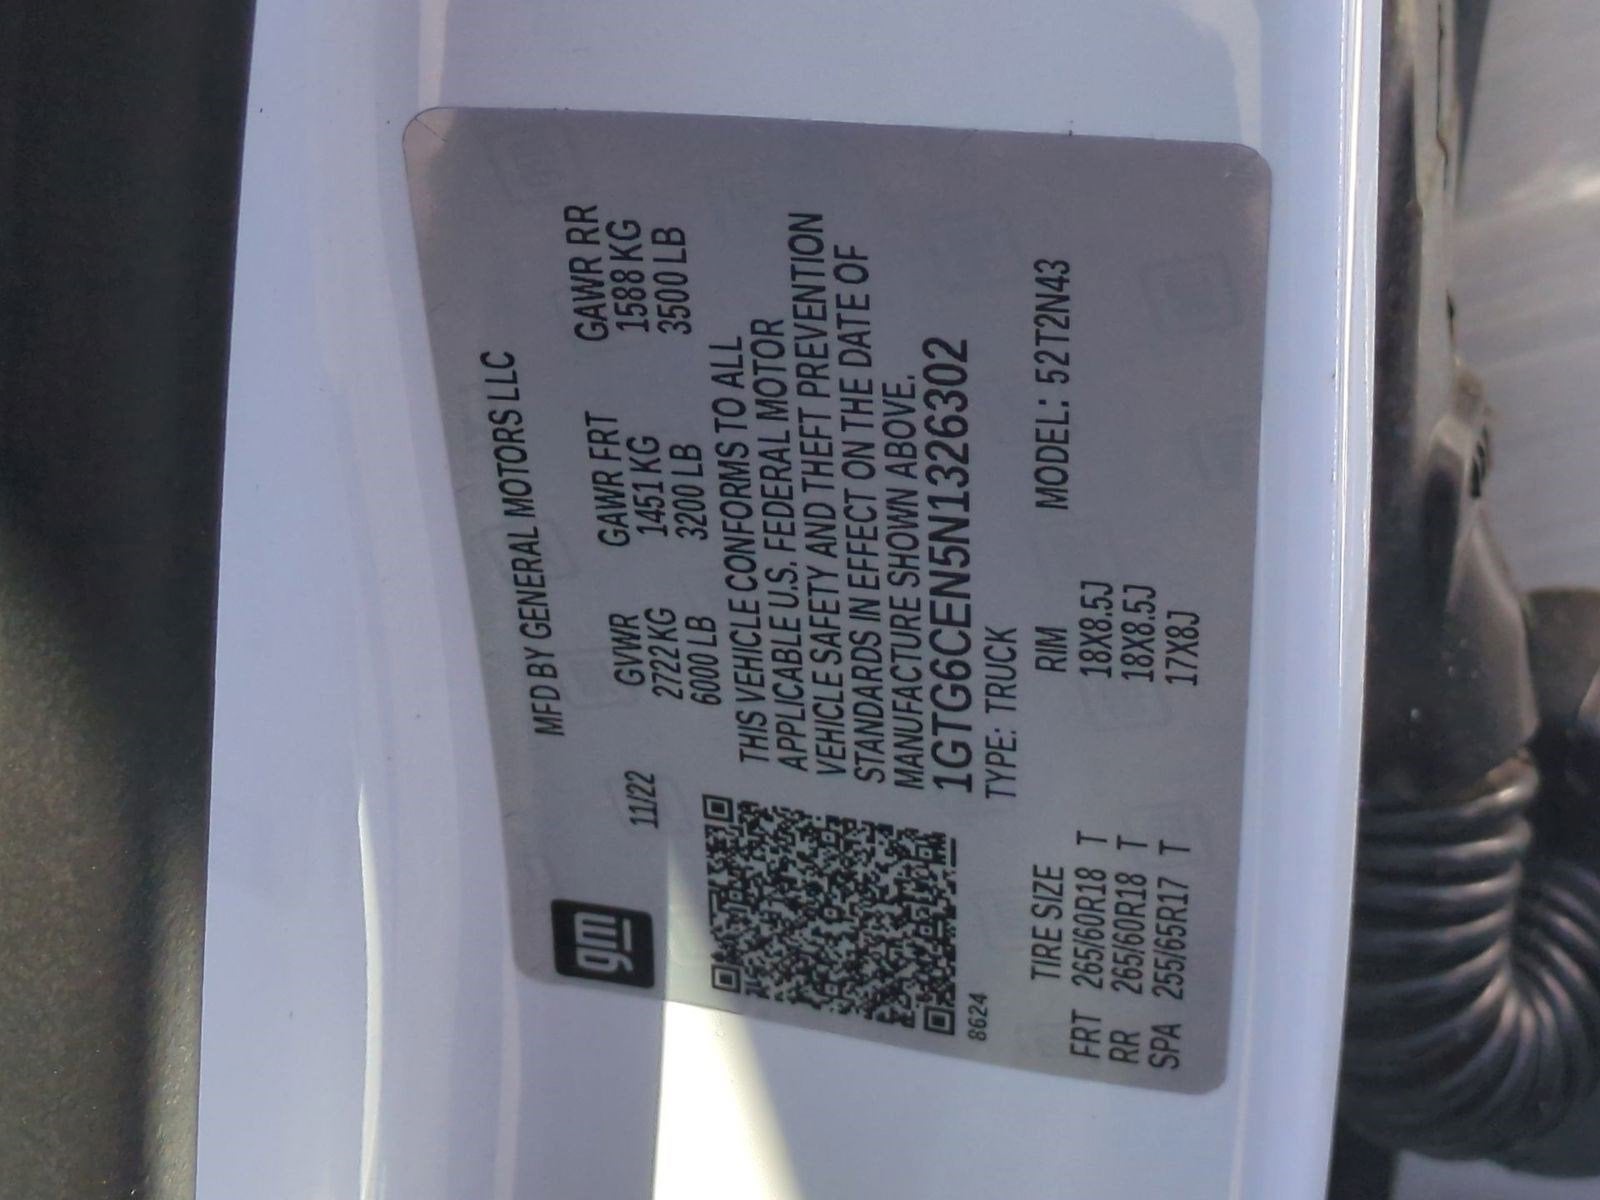 gm 11/22 MFD BY GENERAL MOTORS LLC
GVWR GAWR FRT GAWR RR
2722 KG 1451 KG 1588 KG
6000 LB 3200 LB 3500 LB
THIS VEHICLE CONFORMS TO ALL
APPLICABLE U.S. FEDERAL MOTOR
VEHICLE SAFETY AND THEFT PREVENTION
STANDARDS IN EFFECT ON THE DATE OF
MANUFACTURE SHOWN ABOVE.
1GTG6CEN5N1326302
8624 TYPE: TRUCK
TIRE SIZE RIM MODEL: 52T2N43
FRT 265/60R18 T 18X8.5J
RR 265/60R18 T 18X8.5J
SPA 255/65R17 T 17X8J